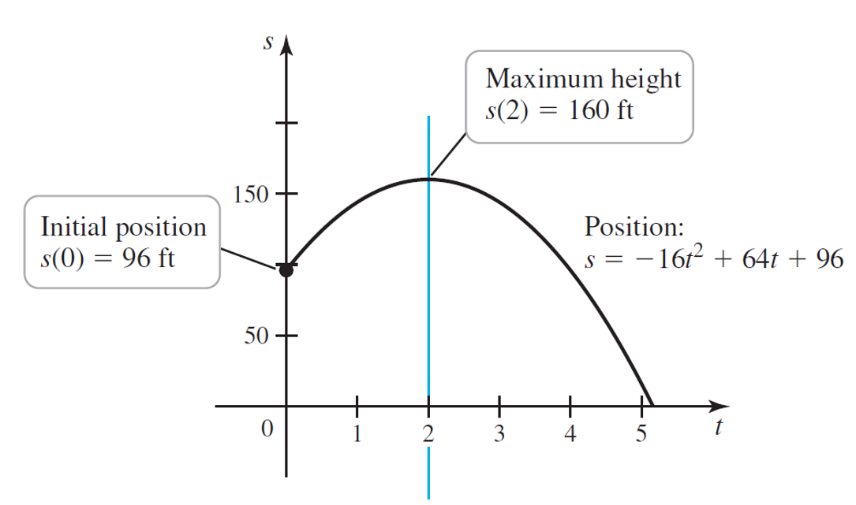 s
Maximum height
s(2) = 160 ft
150
Initial position
s(0) = 96 ft
Position:
s = −16t² + 64t + 96
50
0 1 2 3 4 5 t